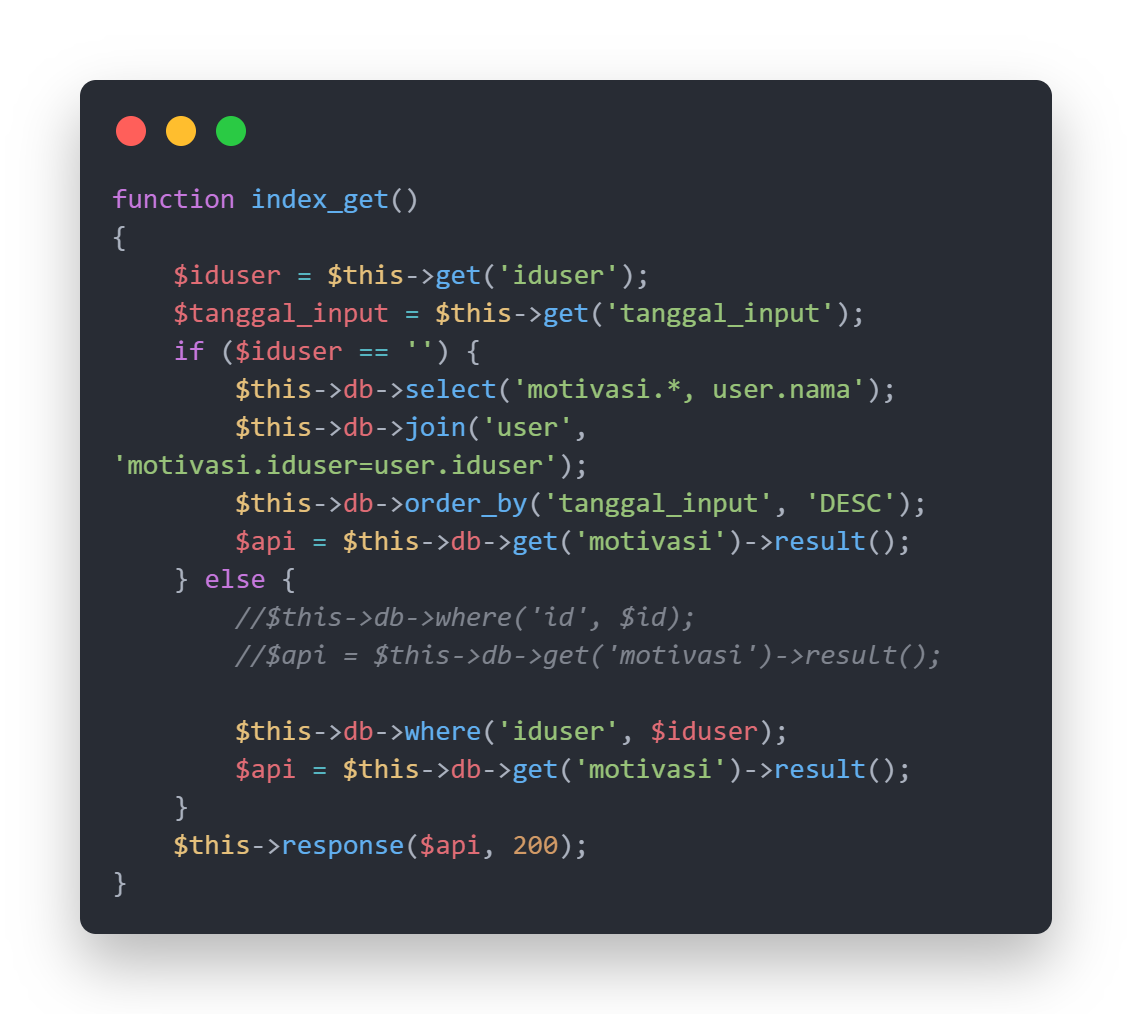 function index_get()
{
    $iduser = $this->get('iduser');
    $tanggal_input = $this->get('tanggal_input');
    if ($iduser == '') {
        $this->db->select('motivasi.*, user.nama');
        $this->db->join('user',
'motivasi.iduser=user.iduser');
        $this->db->order_by('tanggal_input', 'DESC');
        $api = $this->db->get('motivasi')->result();
    } else {
        //$this->db->where('id', $id);
        //$api = $this->db->get('motivasi')->result();

        $this->db->where('iduser', $iduser);
        $api = $this->db->get('motivasi')->result();
    }
    $this->response($api, 200);
}